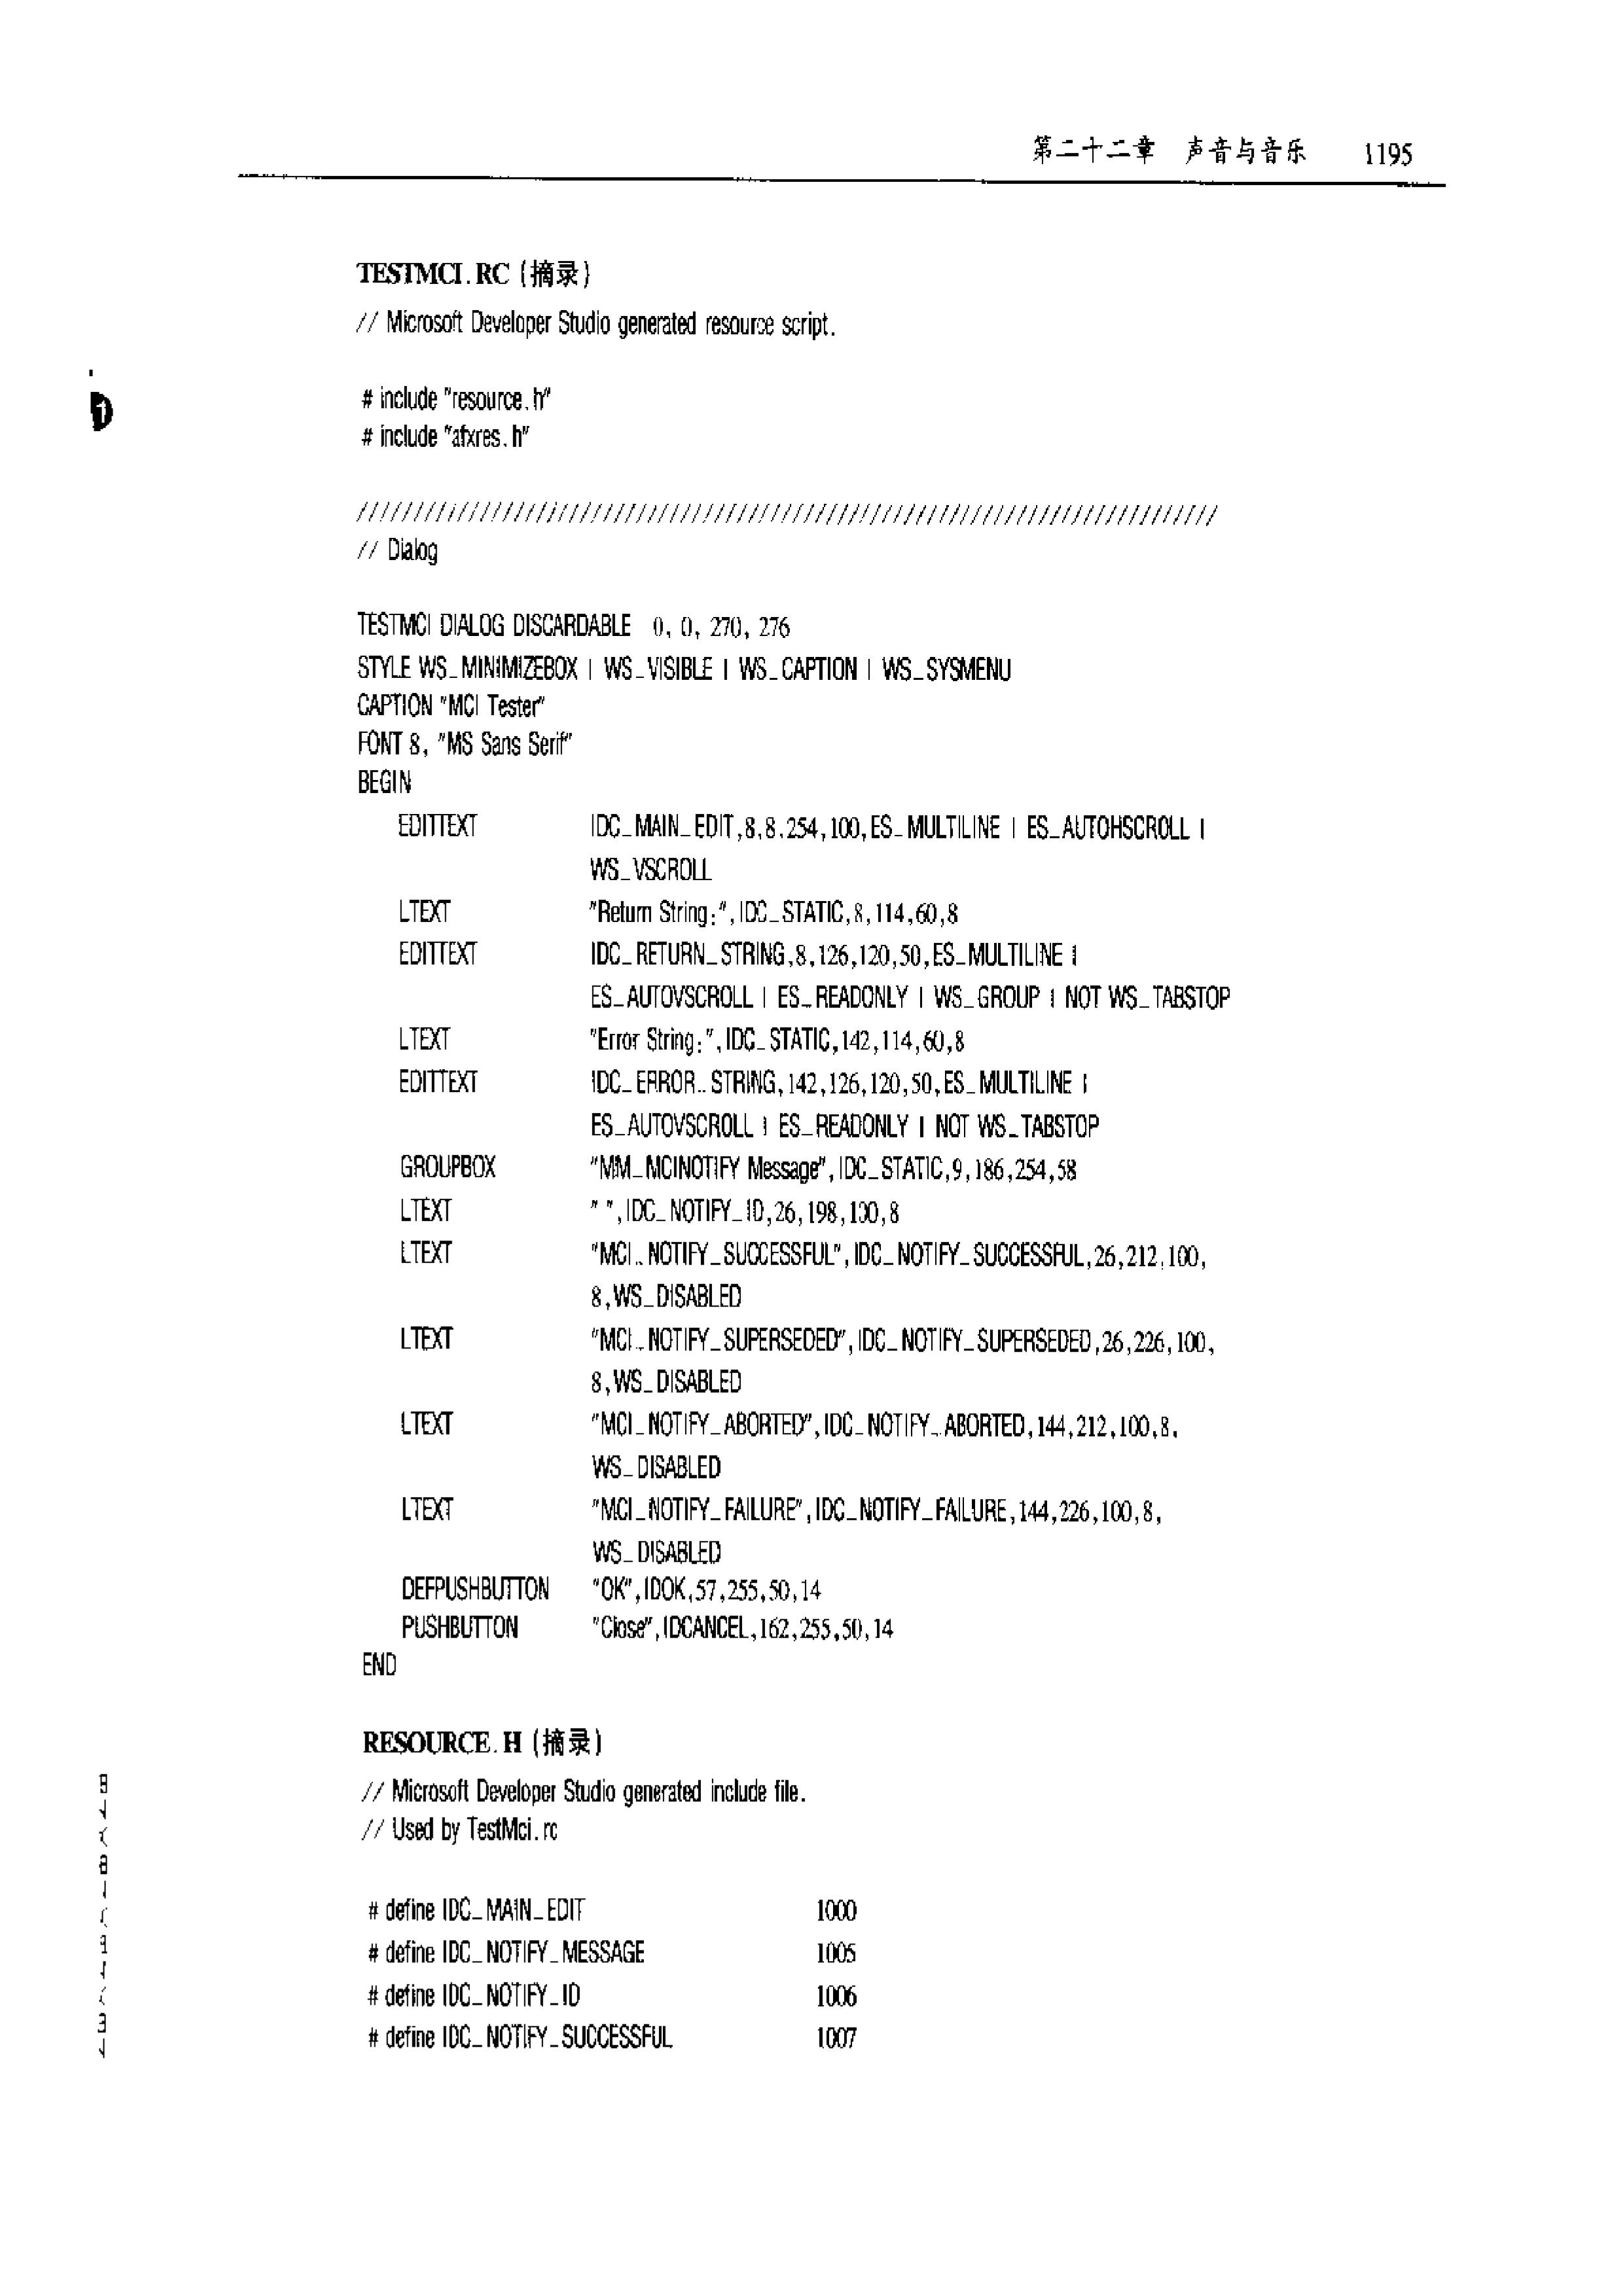 第二十二章 声音与音乐 1195
TESTMCI.RC (摘录)
// Microsoft Developer Studio generated resource script.
# include "resource.h"
# include "afxres.h"
/////////////////////////////////////////////////////////////////////////////
// Dialog
TESTMCI DIALOG DISCARDABLE 0, 0, 270, 276
STYLE WS_MINIMIZEBOX | WS_VISIBLE | WS_CAPTION | WS_SYSMENU
CAPTION "MCI Tester"
FONT 8, "MS Sans Serif"
BEGIN
EDITTEXT IDC_MAIN_EDIT,8,8,254,100,ES_MULTILINE | ES_AUTOHSCROLL |
WS_VSCROLL
LTEXT "Return String:",IDC_STATIC,8,114,60,8
EDITTEXT IDC_RETURN_STRING,8,126,120,50,ES_MULTILINE |
ES_AUTOVSCROLL | ES_READONLY | WS_GROUP | NOT WS_TABSTOP
LTEXT "Error String:",IDC_STATIC,142,114,60,8
EDITTEXT IDC_ERROR_STRING,142,126,120,50,ES_MULTILINE |
ES_AUTOVSCROLL | ES_READONLY | NOT WS_TABSTOP
GROUPBOX "MM_MCINOTIFY Message",IDC_STATIC,9,186,254,58
LTEXT " ",IDC_NOTIFY_ID,26,198,100,8
LTEXT "MCI_NOTIFY_SUCCESSFUL",IDC_NOTIFY_SUCCESSFUL,26,212,100,
8,WS_DISABLED
LTEXT "MCI_NOTIFY_SUPERSEDED",IDC_NOTIFY_SUPERSEDED,26,226,100,
8,WS_DISABLED
LTEXT "MCI_NOTIFY_ABORTED",IDC_NOTIFY_ABORTED,144,212,100,8,
WS_DISABLED
LTEXT "MCI_NOTIFY_FAILURE",IDC_NOTIFY_FAILURE,144,226,100,8,
WS_DISABLED
DEFPUSHBUTTON "OK",IDOK,57,255,50,14
PUSHBUTTON "Close",IDCANCEL,162,255,50,14
END
RESOURCE.H (摘录)
// Microsoft Developer Studio generated include file.
// Used by TestMci.rc
# define IDC_MAIN_EDIT 1000
# define IDC_NOTIFY_MESSAGE 1005
# define IDC_NOTIFY_ID 1006
# define IDC_NOTIFY_SUCCESSFUL 1007